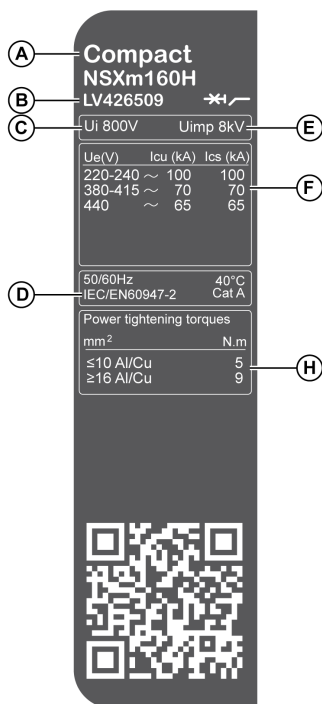 A
Compact
NSXm160H
B
LV426509
C
Ui 800V Uimp 8kV
E
Ue(V) Icu (kA) Ics (kA)
220-240 ~ 100 100
380-415 ~ 70 70
F
440 ~ 65 65
50/60Hz 40°C
D
IEC/EN60947-2 Cat A
Power tightening torques
mm² N.m
≤10 Al/Cu 5
H
≥16 Al/Cu 9